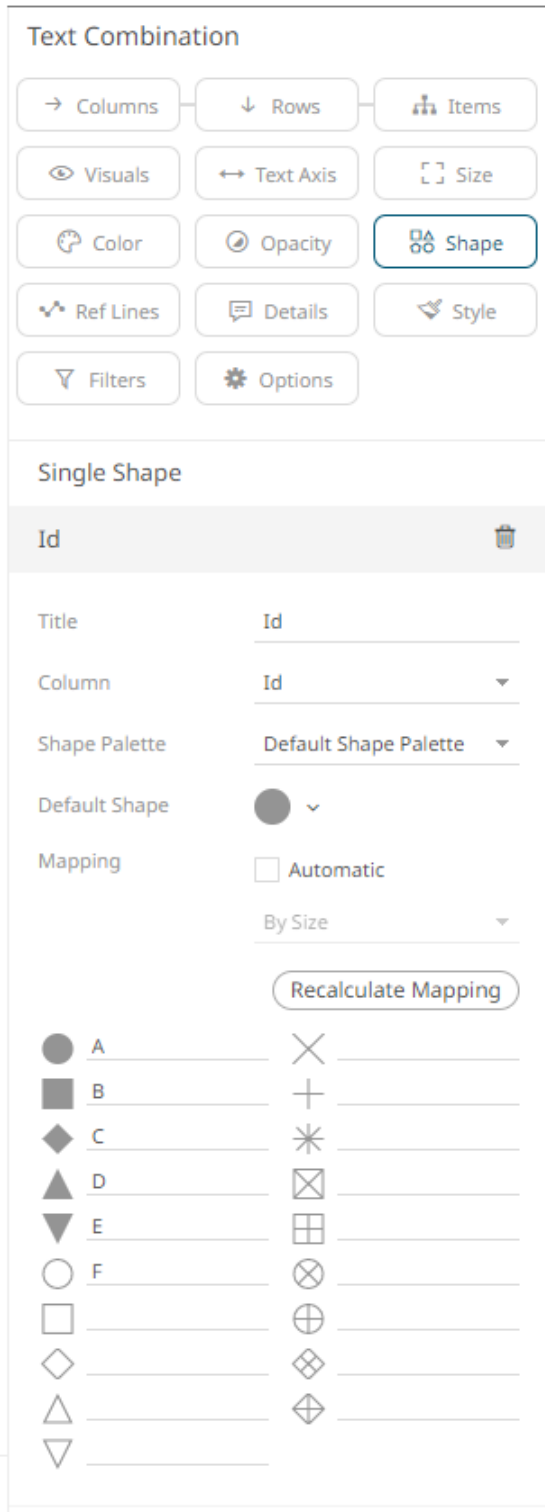 Text Combination
Columns Rows Items
Visuals Text Axis Size
Color Opacity Shape
Ref Lines Details Style
Filters Options
Single Shape
Id
Title Id
Column Id
Shape Palette Default Shape Palette
Default Shape
Mapping Automatic
By Size
Recalculate Mapping
A
B
C
D
E
F